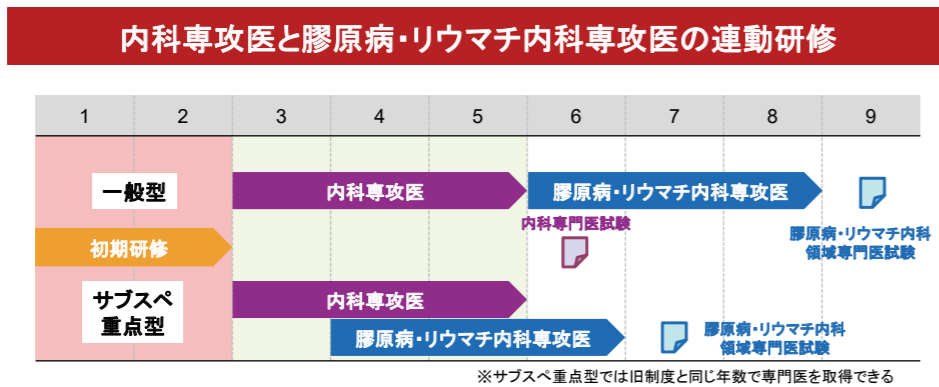 内科専攻医と膠原病・リウマチ内科専攻医の連動研修
1 2 3 4 5 6 7 8 9
一般型
内科専攻医
膠原病・リウマチ内科専攻医
内科専門医試験
膠原病・リウマチ内科
領域専門医試験
初期研修
サブスペ
重点型
内科専攻医
膠原病・リウマチ内科専攻医
膠原病・リウマチ内科
領域専門医試験
※サブスペ重点型では旧制度と同じ年数で専門医を取得できる